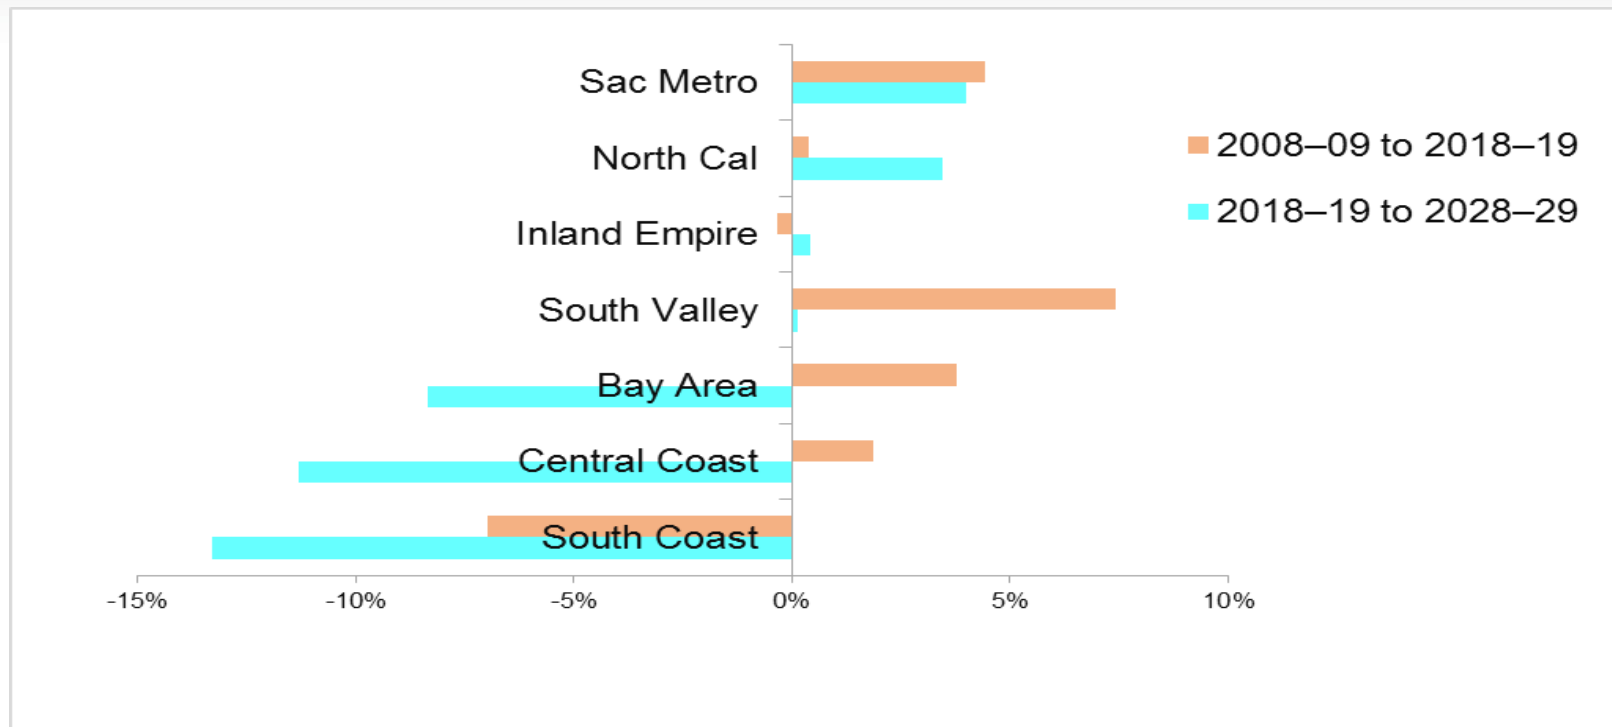 Sac Metro
North Cal
Inland Empire
South Valley
Bay Area
Central Coast
South Coast
2008–09 to 2018–19
2018–19 to 2028–29
-15% -10% -5% 0% 5% 10%